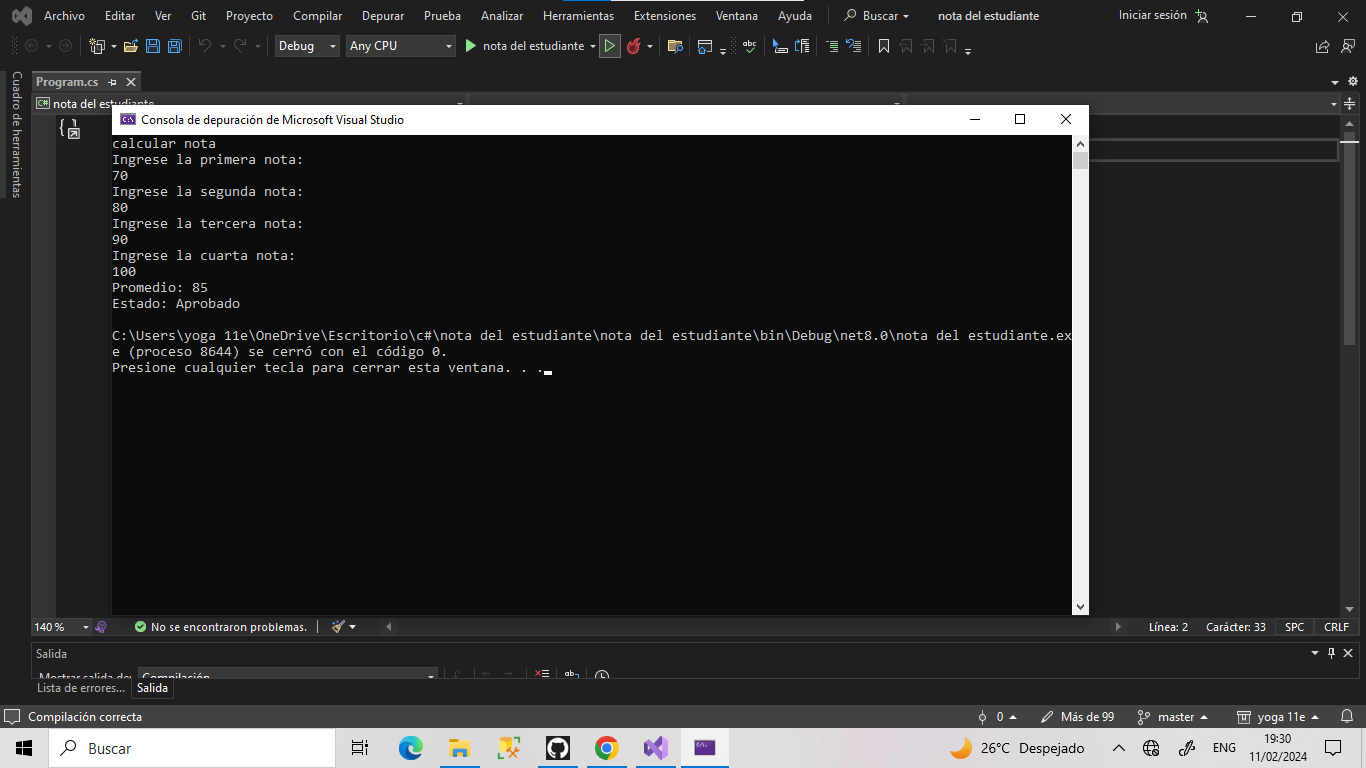 Archivo Editar Ver Git Proyecto Compilar Depurar Prueba Analizar Herramientas Extensiones Ventana Ayuda Buscar nota del estudiante Iniciar sesión
Debug Any CPU nota del estudiante abc
Cuadro de herramientas
Program.cs
C# nota del estudiante
Consola de depuración de Microsoft Visual Studio
calcular nota
Ingrese la primera nota:
70
Ingrese la segunda nota:
80
Ingrese la tercera nota:
90
Ingrese la cuarta nota:
100
Promedio: 85
Estado: Aprobado
C:\Users\yoga 11e\OneDrive\Escritorio\c#\nota del estudiante\nota del estudiante\bin\Debug\net8.0\nota del estudiante.ex
e (proceso 8644) se cerró con el código 0.
Presione cualquier tecla para cerrar esta ventana. . .
140 % No se encontraron problemas. Línea: 2 Carácter: 33 SPC CRLF
Salida
Mostrar salida de: Compilación
Lista de errores... Salida
Compilación correcta 0 Más de 99 master yoga 11e
Buscar 26°C Despejado ENG 19:30
11/02/2024